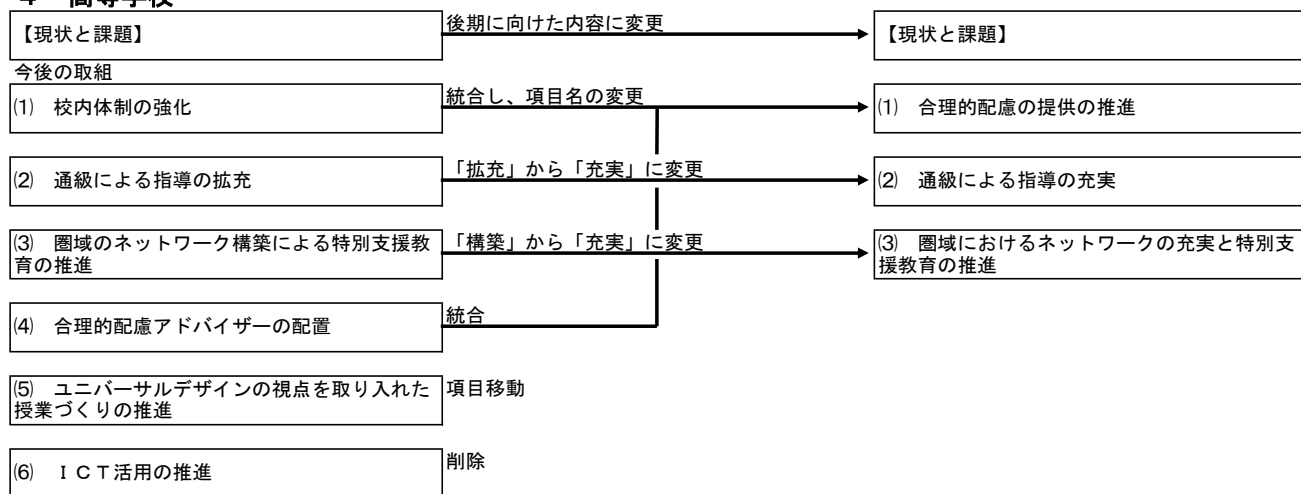 4 高等学校
【現状と課題】 後期に向けた内容に変更 【現状と課題】
今後の取組
⑴ 校内体制の強化 統合し、項目名の変更 ⑴ 合理的配慮の提供の推進
⑵ 通級による指導の拡充 「拡充」から「充実」に変更 ⑵ 通級による指導の充実
⑶ 圏域のネットワーク構築による特別支援教
育の推進
「構築」から「充実」に変更
⑶ 圏域におけるネットワークの充実と特別支
援教育の推進
⑷ 合理的配慮アドバイザーの配置 統合
⑸ ユニバーサルデザインの視点を取り入れた
授業づくりの推進
項目移動
⑹ ＩＣＴ活用の推進 削除